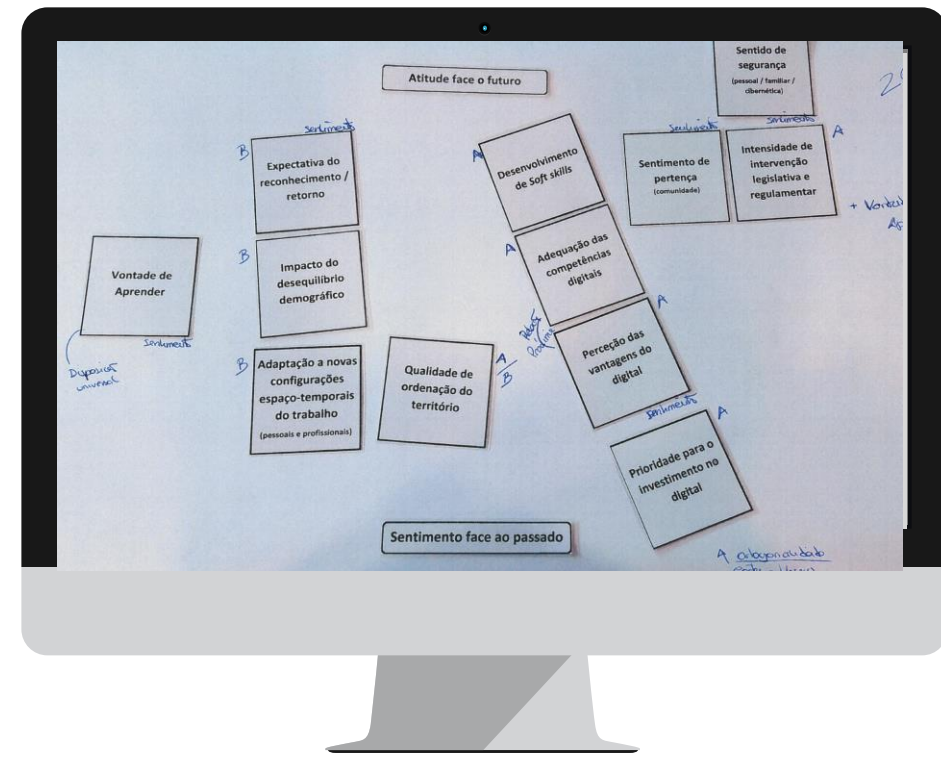 Atitude face o futuro
Sentido de
segurança
(pessoal / familiar /
cibernética)
sentimento
B
Expectativa do
reconhecimento /
retorno
A
Desenvolvimento
de Soft skills
sentimento
Sentimento de
pertença
(comunidade)
sentimento
A
Intensidade de
intervenção
legislativa e
regulamentar
+
Vontade de
Aprender
sentimento
B
Impacto do
desequilíbrio
demográfico
A
Adequação das
competências
digitais
B
Adaptação a novas
configurações
espaço-temporais
do trabalho
(pessoais e profissionais)
Qualidade de
ordenação do
território
A
B
A
Perceção das
vantagens do
digital
sentimento
A
Prioridade para o
investimento no
digital
Sentimento face ao passado
A